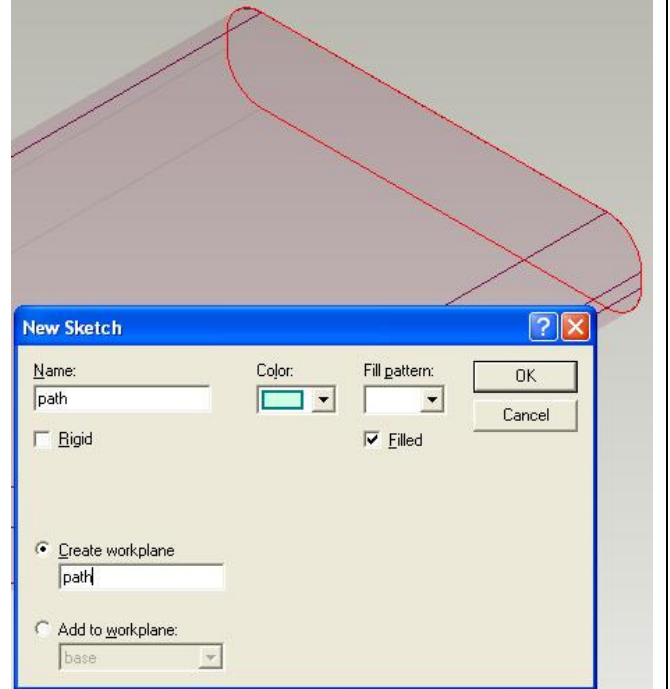 New Sketch
Name: Color: Fill pattern: OK
path Cancel
Rigid Filled
Create workplane
path
Add to workplane:
base